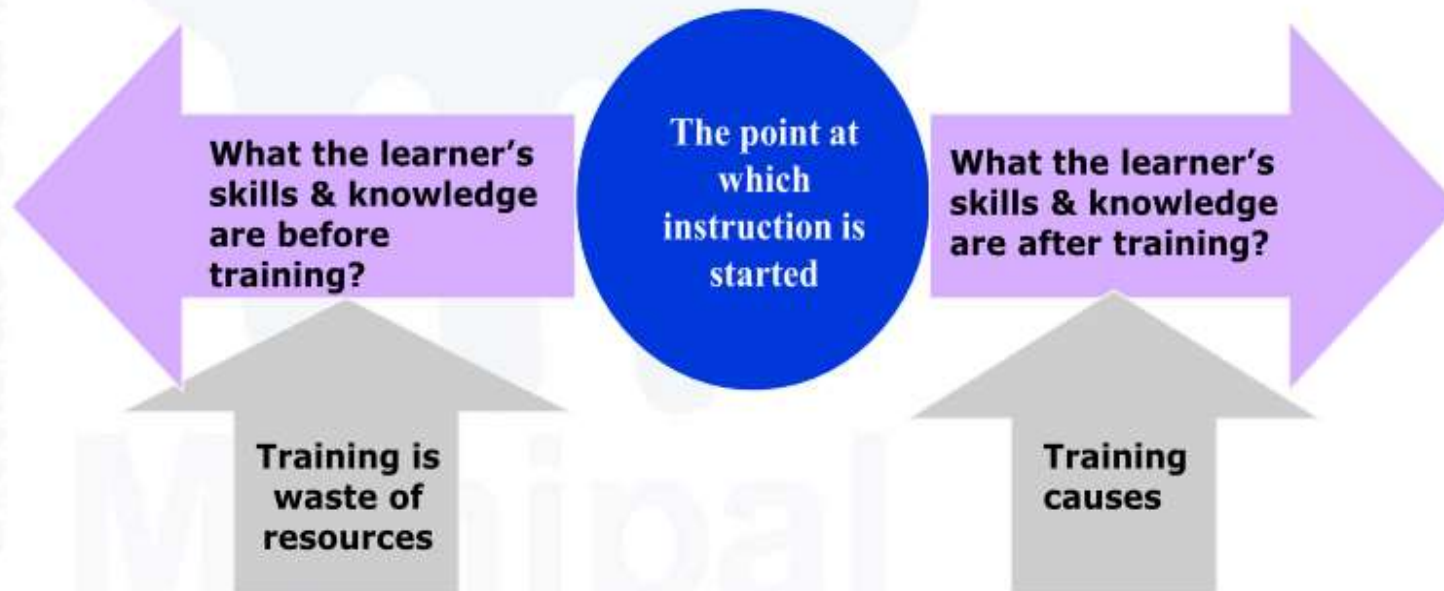 What the learner's
skills & knowledge
are before
training?
The point at
which
instruction is
started
What the learner's
skills & knowledge
are after training?
Training is
waste of
resources
Training
causes
Manipal